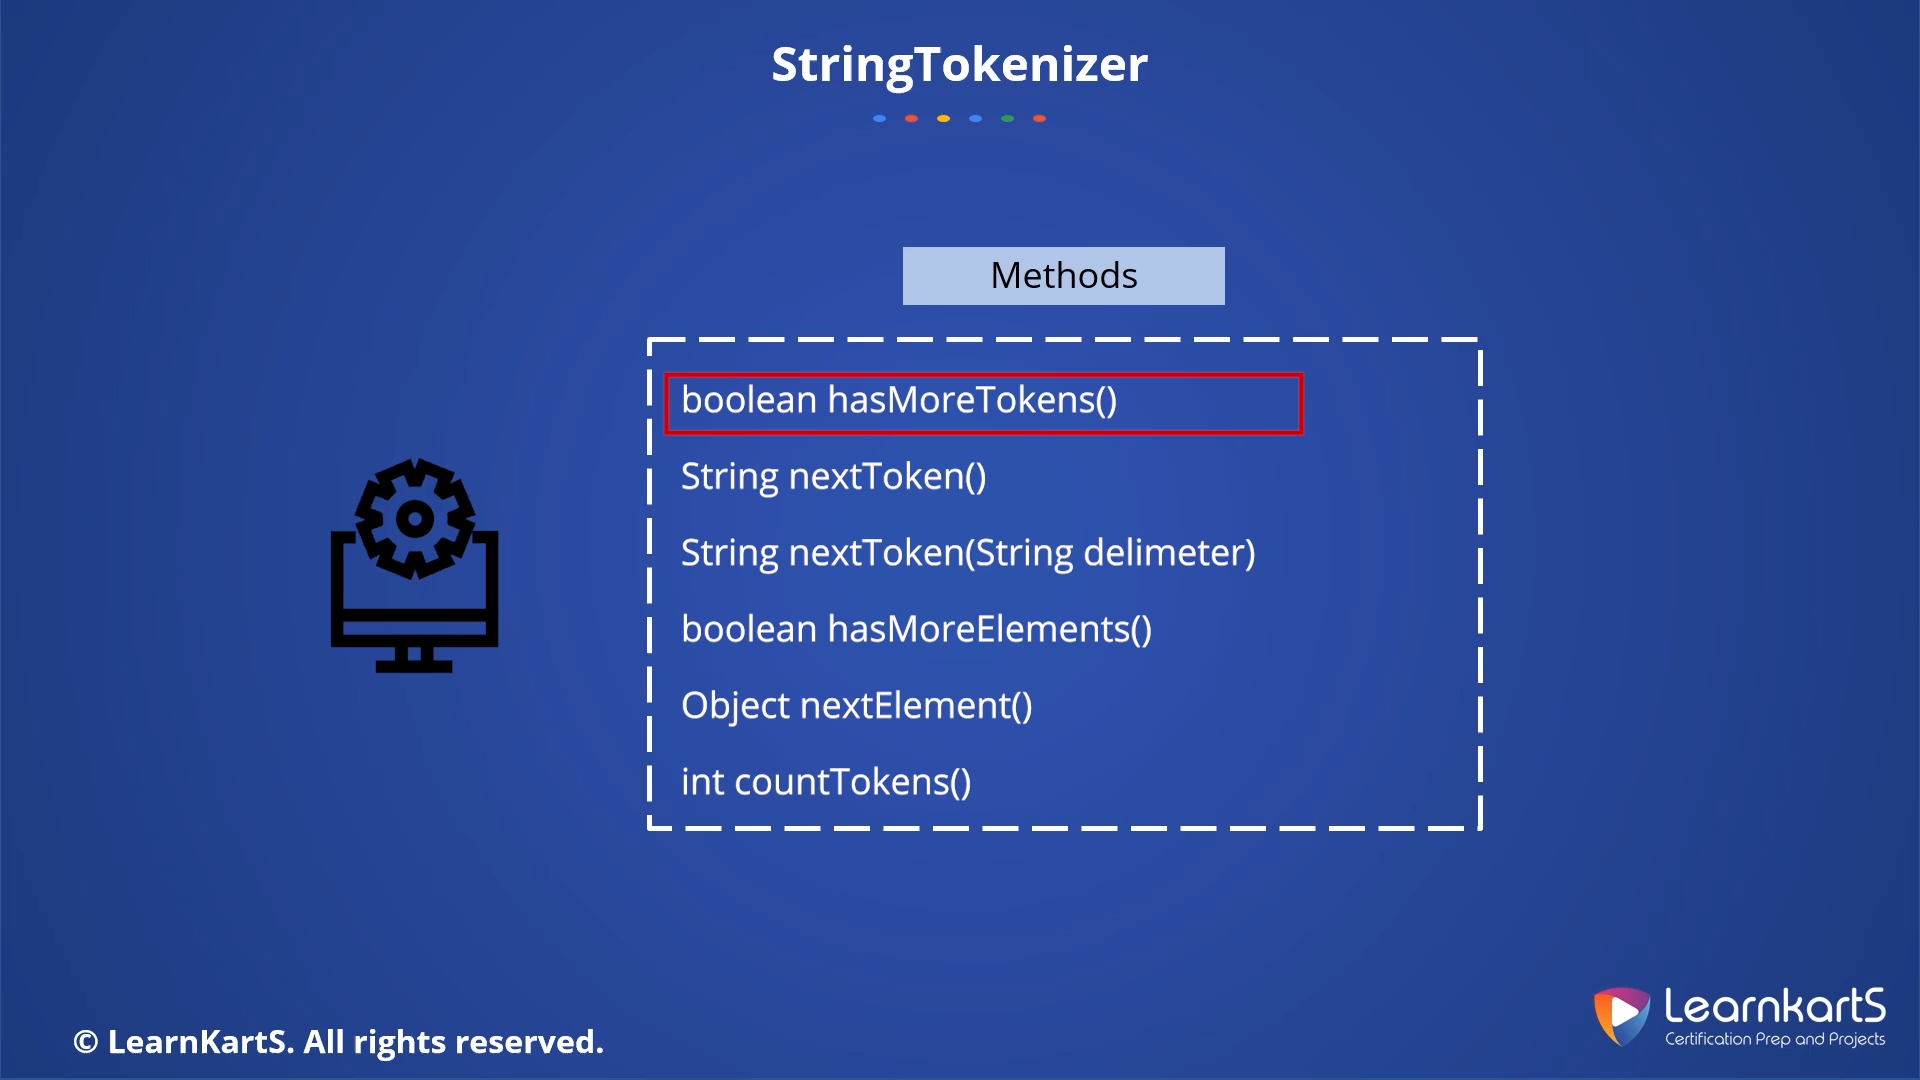 StringTokenizer
Methods
boolean hasMoreTokens()
String nextToken()
String nextToken(String delimeter)
boolean hasMoreElements()
Object nextElement()
int countTokens()
© LearnKartS. All rights reserved.
LearnkartS
Certification Prep and Projects